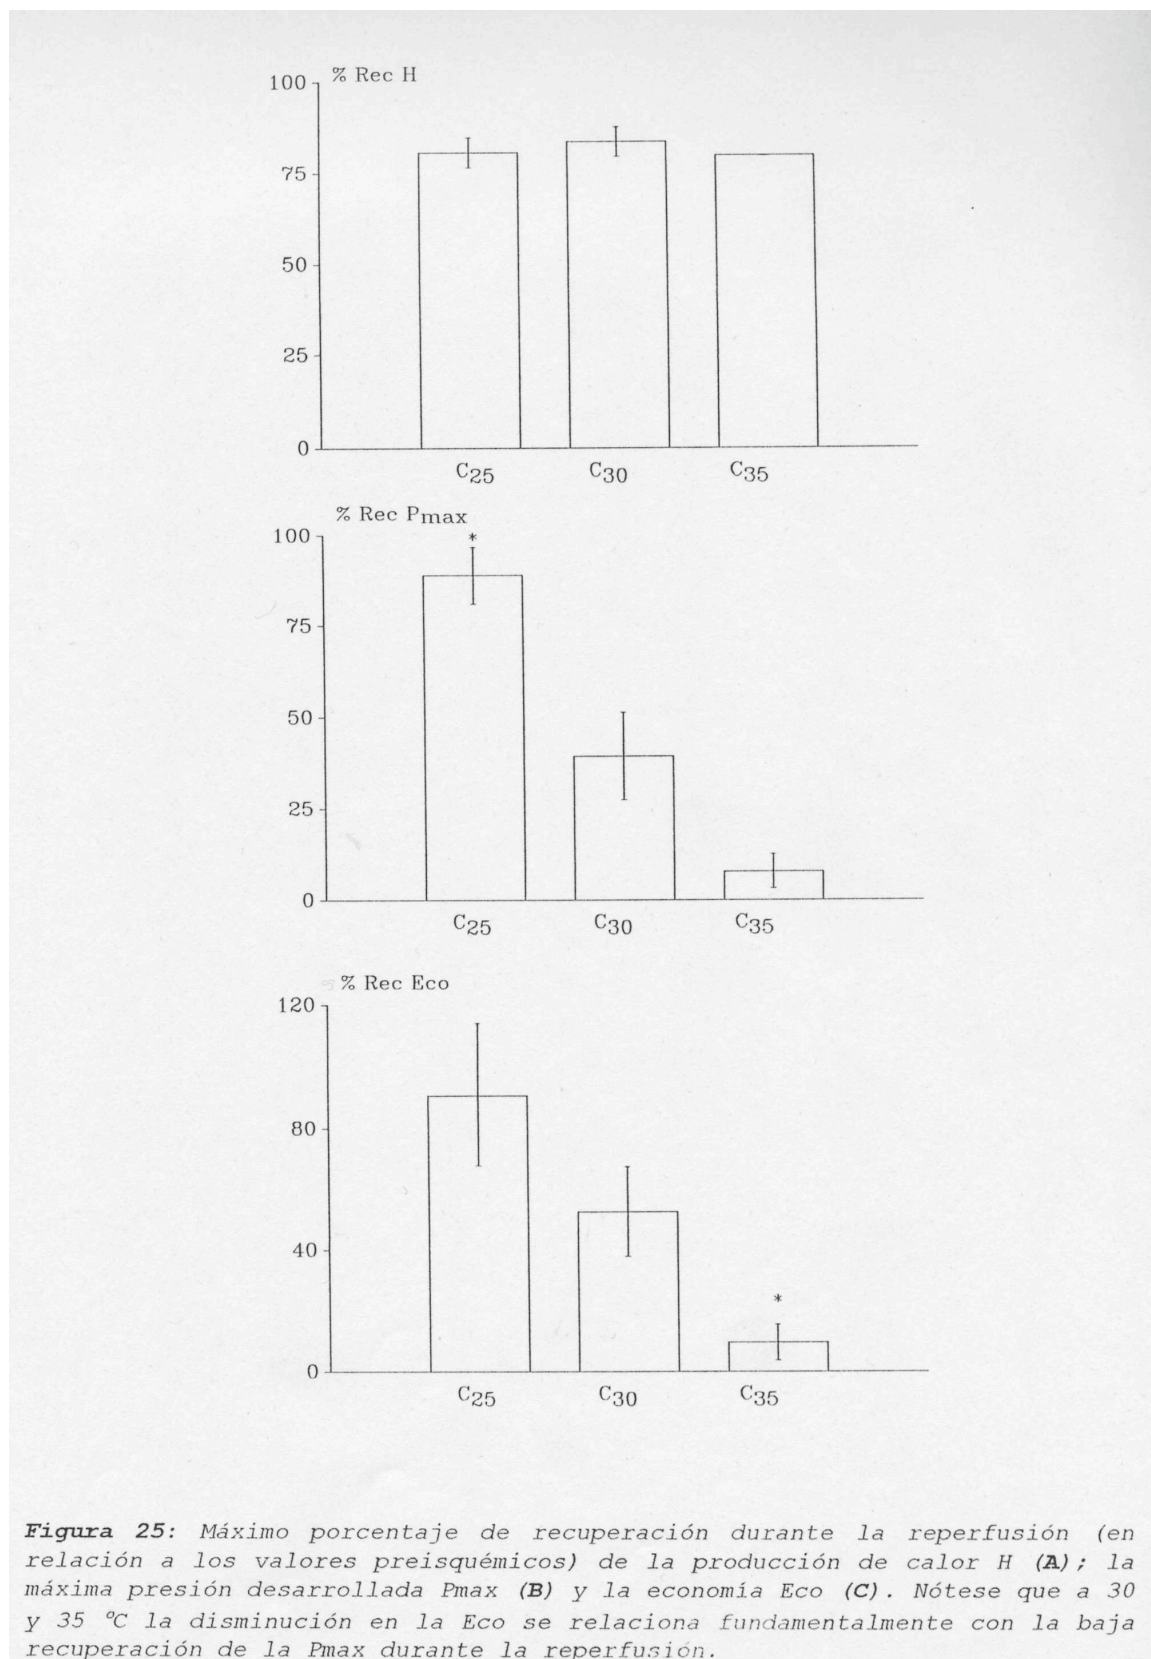 % Rec H
100
75
50
25
0
C25 C30 C35
% Rec Pmax
100
*
75
50
25
0
C25 C30 C35
% Rec Eco
120
80
40
*
0
C25 C30 C35
Figura 25: Máximo porcentaje de recuperación durante la reperfusión (en
relación a los valores preisquémicos) de la producción de calor H (A); la
máxima presión desarrollada Pmax (B) y la economía Eco (C). Nótese que a 30
y 35 ºC la disminución en la Eco se relaciona fundamentalmente con la baja
recuperación de la Pmax durante la reperfusión.